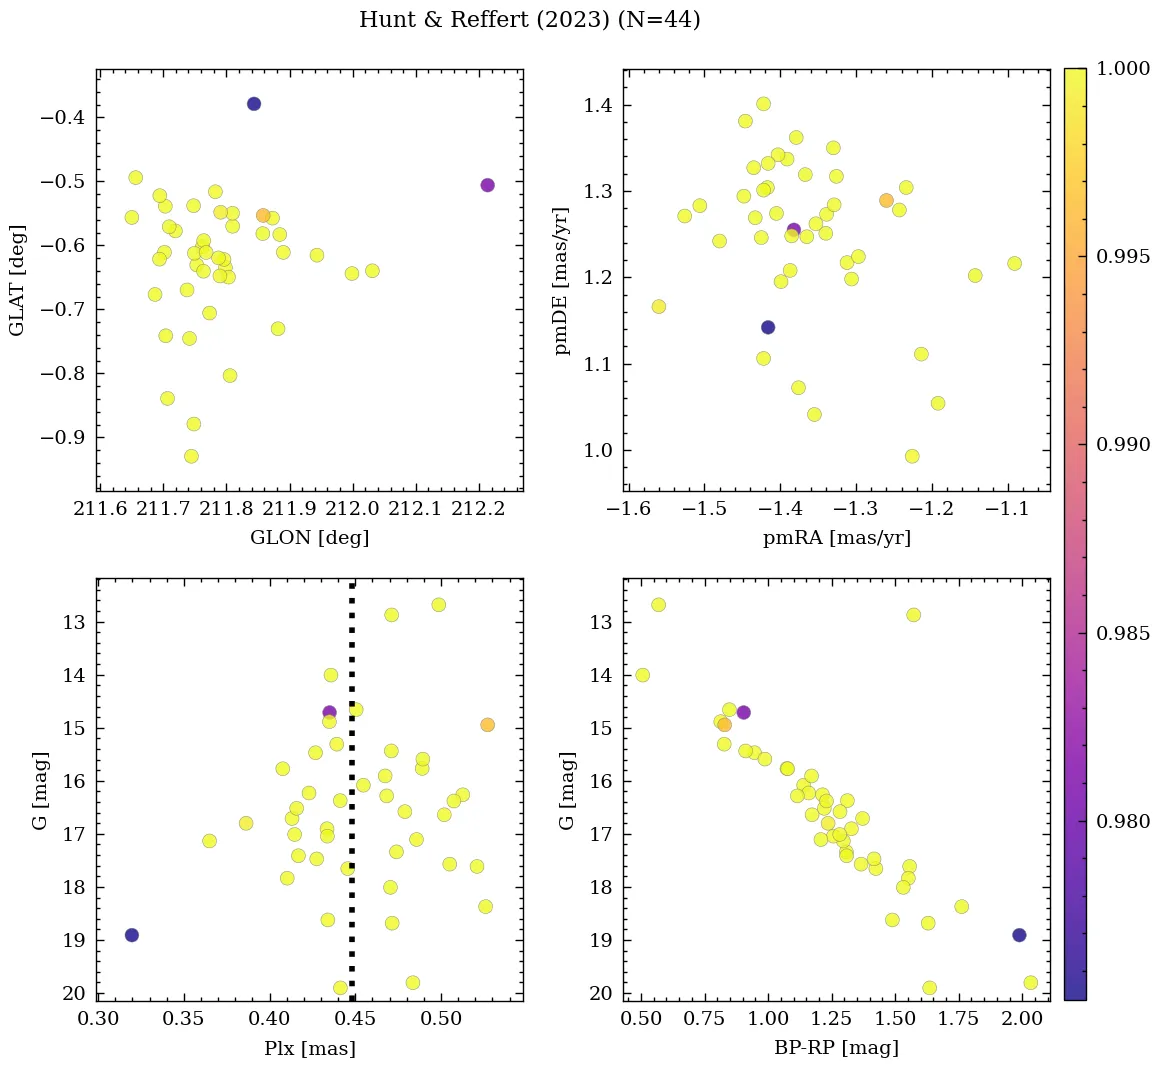 Hunt & Reffert (2023) (N=44)
−0.4
−0.5
−0.6
−0.7
−0.8
−0.9
GLAT [deg]
211.6 211.7 211.8 211.9 212.0 212.1 212.2
GLON [deg]
1.4
1.3
1.2
1.1
1.0
pmDE [mas/yr]
−1.6 −1.5 −1.4 −1.3 −1.2 −1.1
pmRA [mas/yr]
13
14
15
16
17
18
19
20
G [mag]
0.30 0.35 0.40 0.45 0.50
Plx [mas]
13
14
15
16
17
18
19
20
G [mag]
0.50 0.75 1.00 1.25 1.50 1.75 2.00
BP-RP [mag]
1.000
0.995
0.990
0.985
0.980